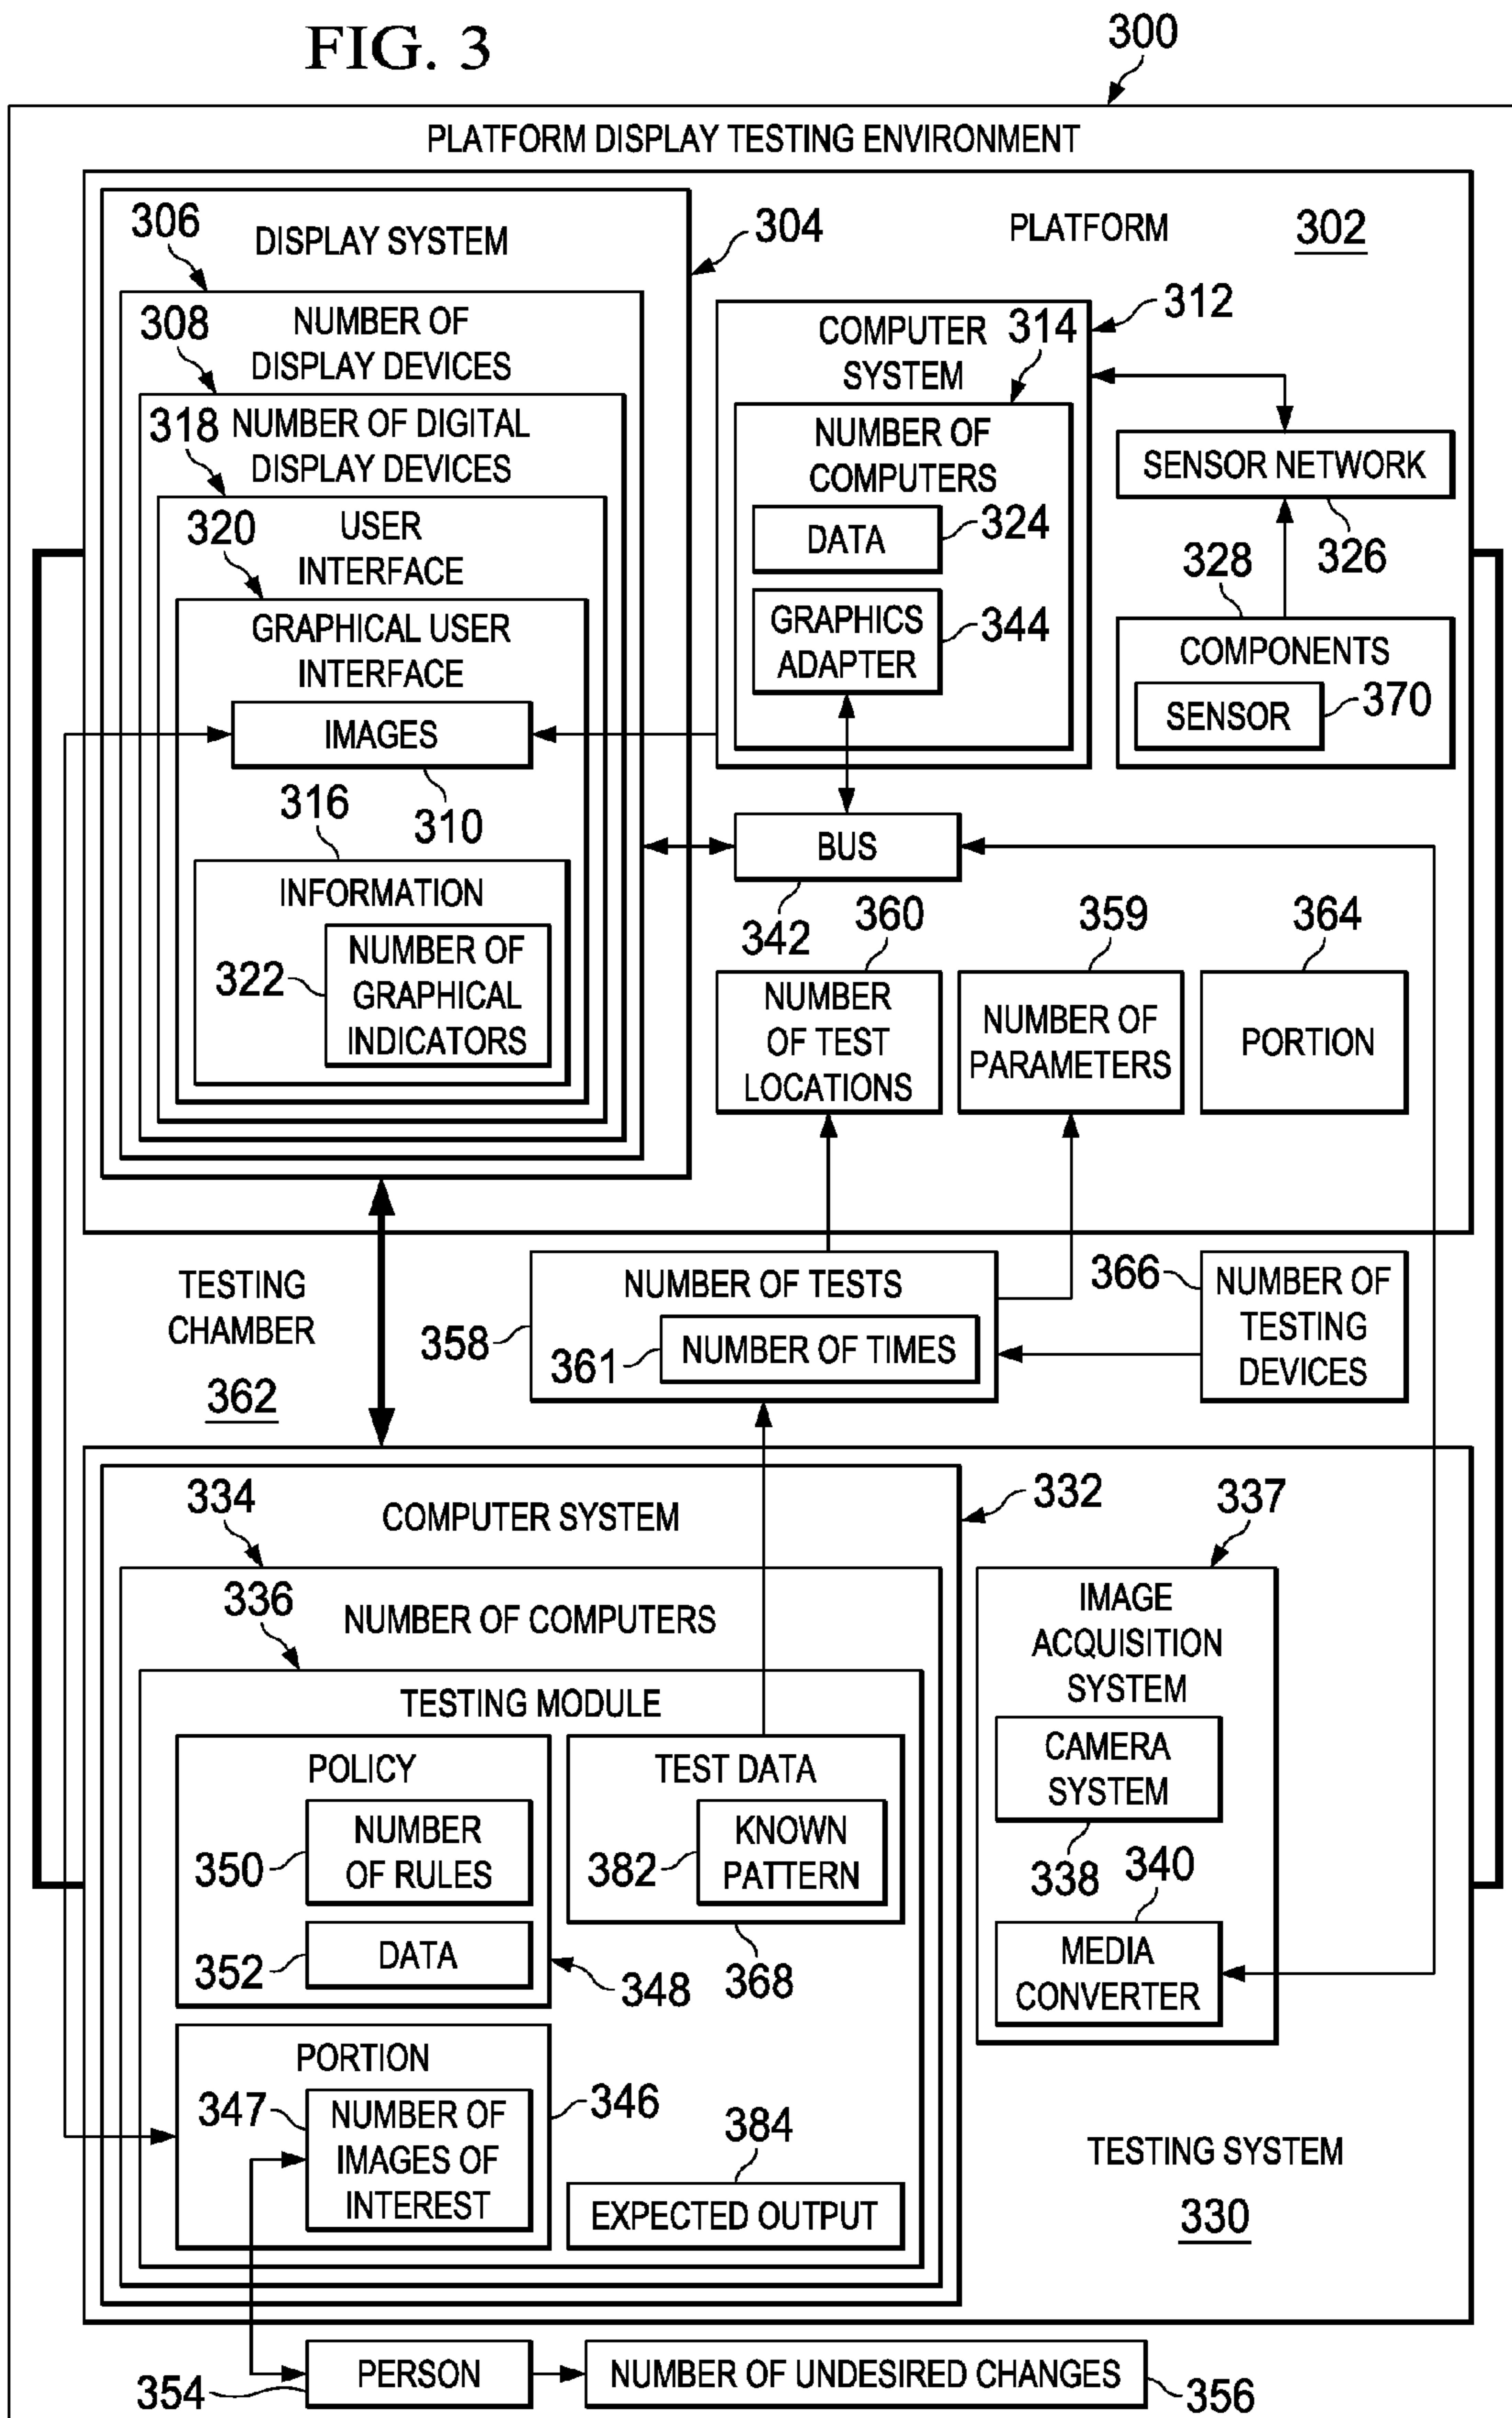 FIG. 3
300
PLATFORM DISPLAY TESTING ENVIRONMENT
306
DISPLAY SYSTEM
304
PLATFORM
302
308
NUMBER OF
DISPLAY DEVICES
318
NUMBER OF DIGITAL
DISPLAY DEVICES
320
USER
INTERFACE
GRAPHICAL USER
INTERFACE
IMAGES
310
316
INFORMATION
322
NUMBER OF
GRAPHICAL
INDICATORS
COMPUTER
SYSTEM
312
314
NUMBER OF
COMPUTERS
DATA
324
GRAPHICS
ADAPTER
344
SENSOR NETWORK
326
328
COMPONENTS
SENSOR
370
BUS
342
360
NUMBER
OF TEST
LOCATIONS
359
NUMBER OF
PARAMETERS
364
PORTION
TESTING
CHAMBER
362
358
NUMBER OF TESTS
361
NUMBER OF TIMES
366
NUMBER OF
TESTING
DEVICES
334
COMPUTER SYSTEM
332
336
NUMBER OF COMPUTERS
TESTING MODULE
POLICY
350
NUMBER
OF RULES
352
DATA
348
TEST DATA
382
KNOWN
PATTERN
368
PORTION
347
NUMBER OF
IMAGES OF
INTEREST
346
384
EXPECTED OUTPUT
337
IMAGE
ACQUISITION
SYSTEM
CAMERA
SYSTEM
338
340
MEDIA
CONVERTER
TESTING SYSTEM
330
354
PERSON
NUMBER OF UNDESIRED CHANGES
356